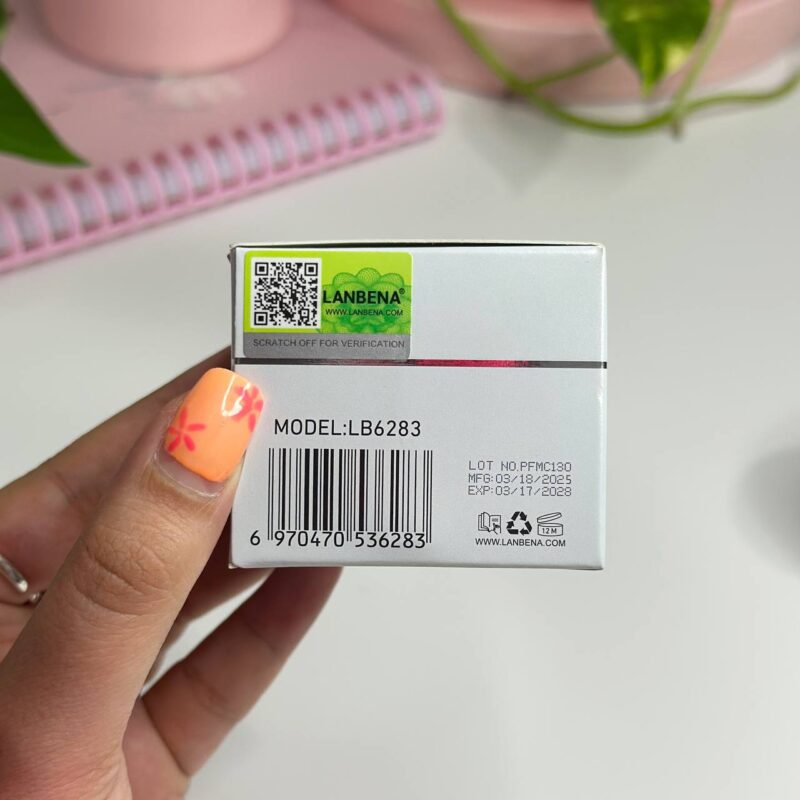 LANBENA®
WWW.LANBENA.COM
SCRATCH OFF FOR VERIFICATION
MODEL:LB6283
6 970470 536283
LOT NO.PFMC130
MFG:03/18/2025
EXP:03/17/2028
12M
WWW.LANBENA.COM